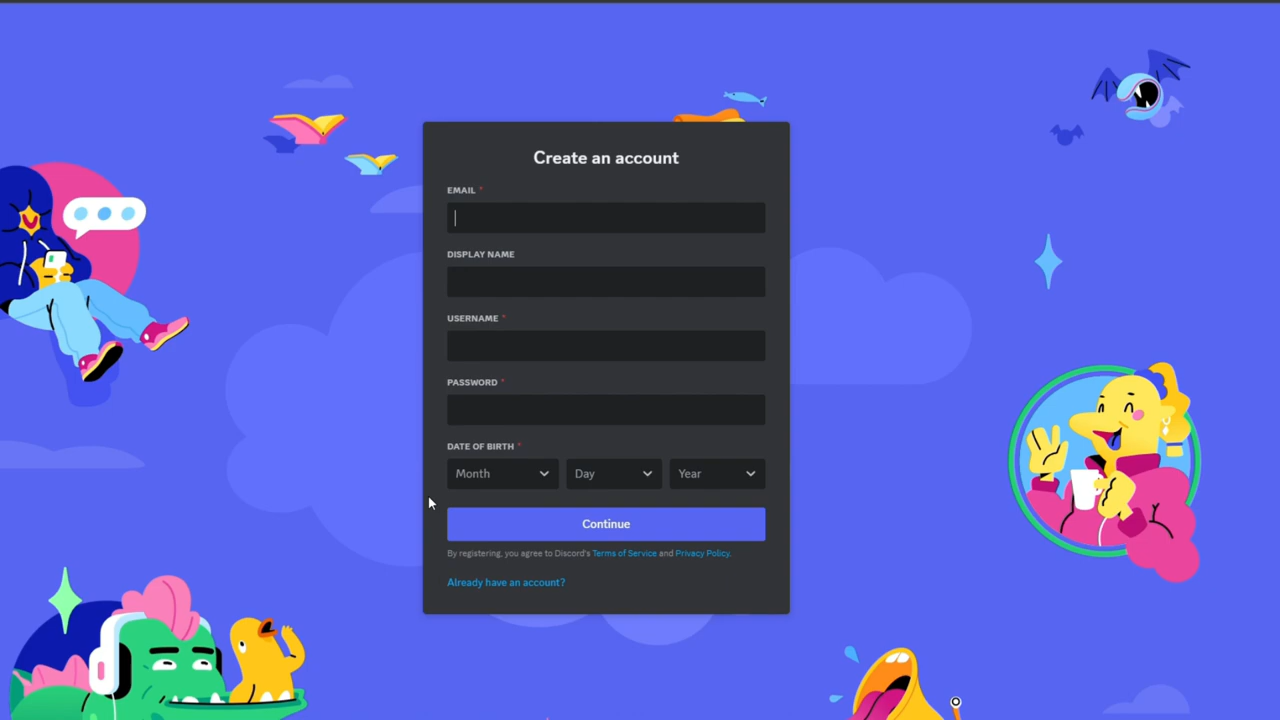 Create an account
EMAIL *
DISPLAY NAME
USERNAME *
PASSWORD *
DATE OF BIRTH *
Month Day Year
Continue
By registering, you agree to Discord's Terms of Service and Privacy Policy.
Already have an account?